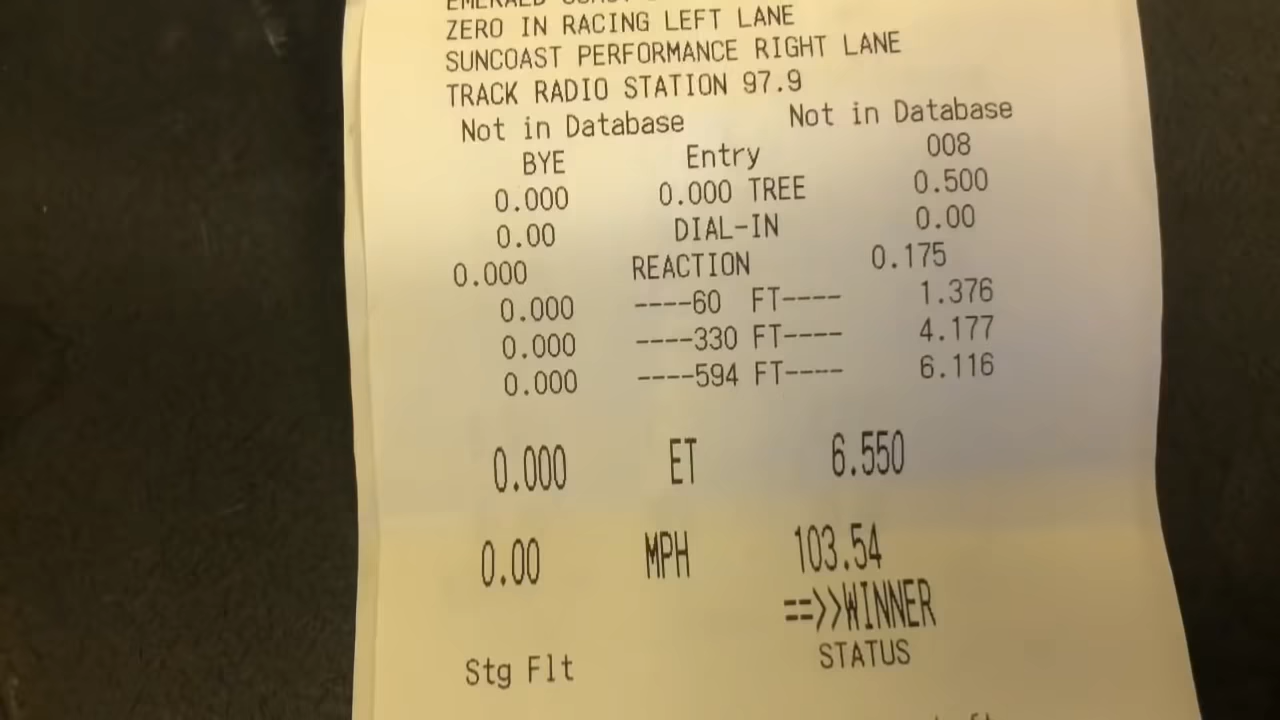 EMERALD COAST
ZERO IN RACING LEFT LANE
SUNCOAST PERFORMANCE RIGHT LANE
TRACK RADIO STATION 97.9
Not in Database Not in Database
BYE Entry 008
0.000 0.000 TREE 0.500
0.00 DIAL-IN 0.00
0.000 REACTION 0.175
0.000 ----60 FT---- 1.376
0.000 ----330 FT---- 4.177
0.000 ----594 FT---- 6.116
0.000 ET 6.550
0.00 MPH 103.54
==>>WINNER
Stg Flt STATUS